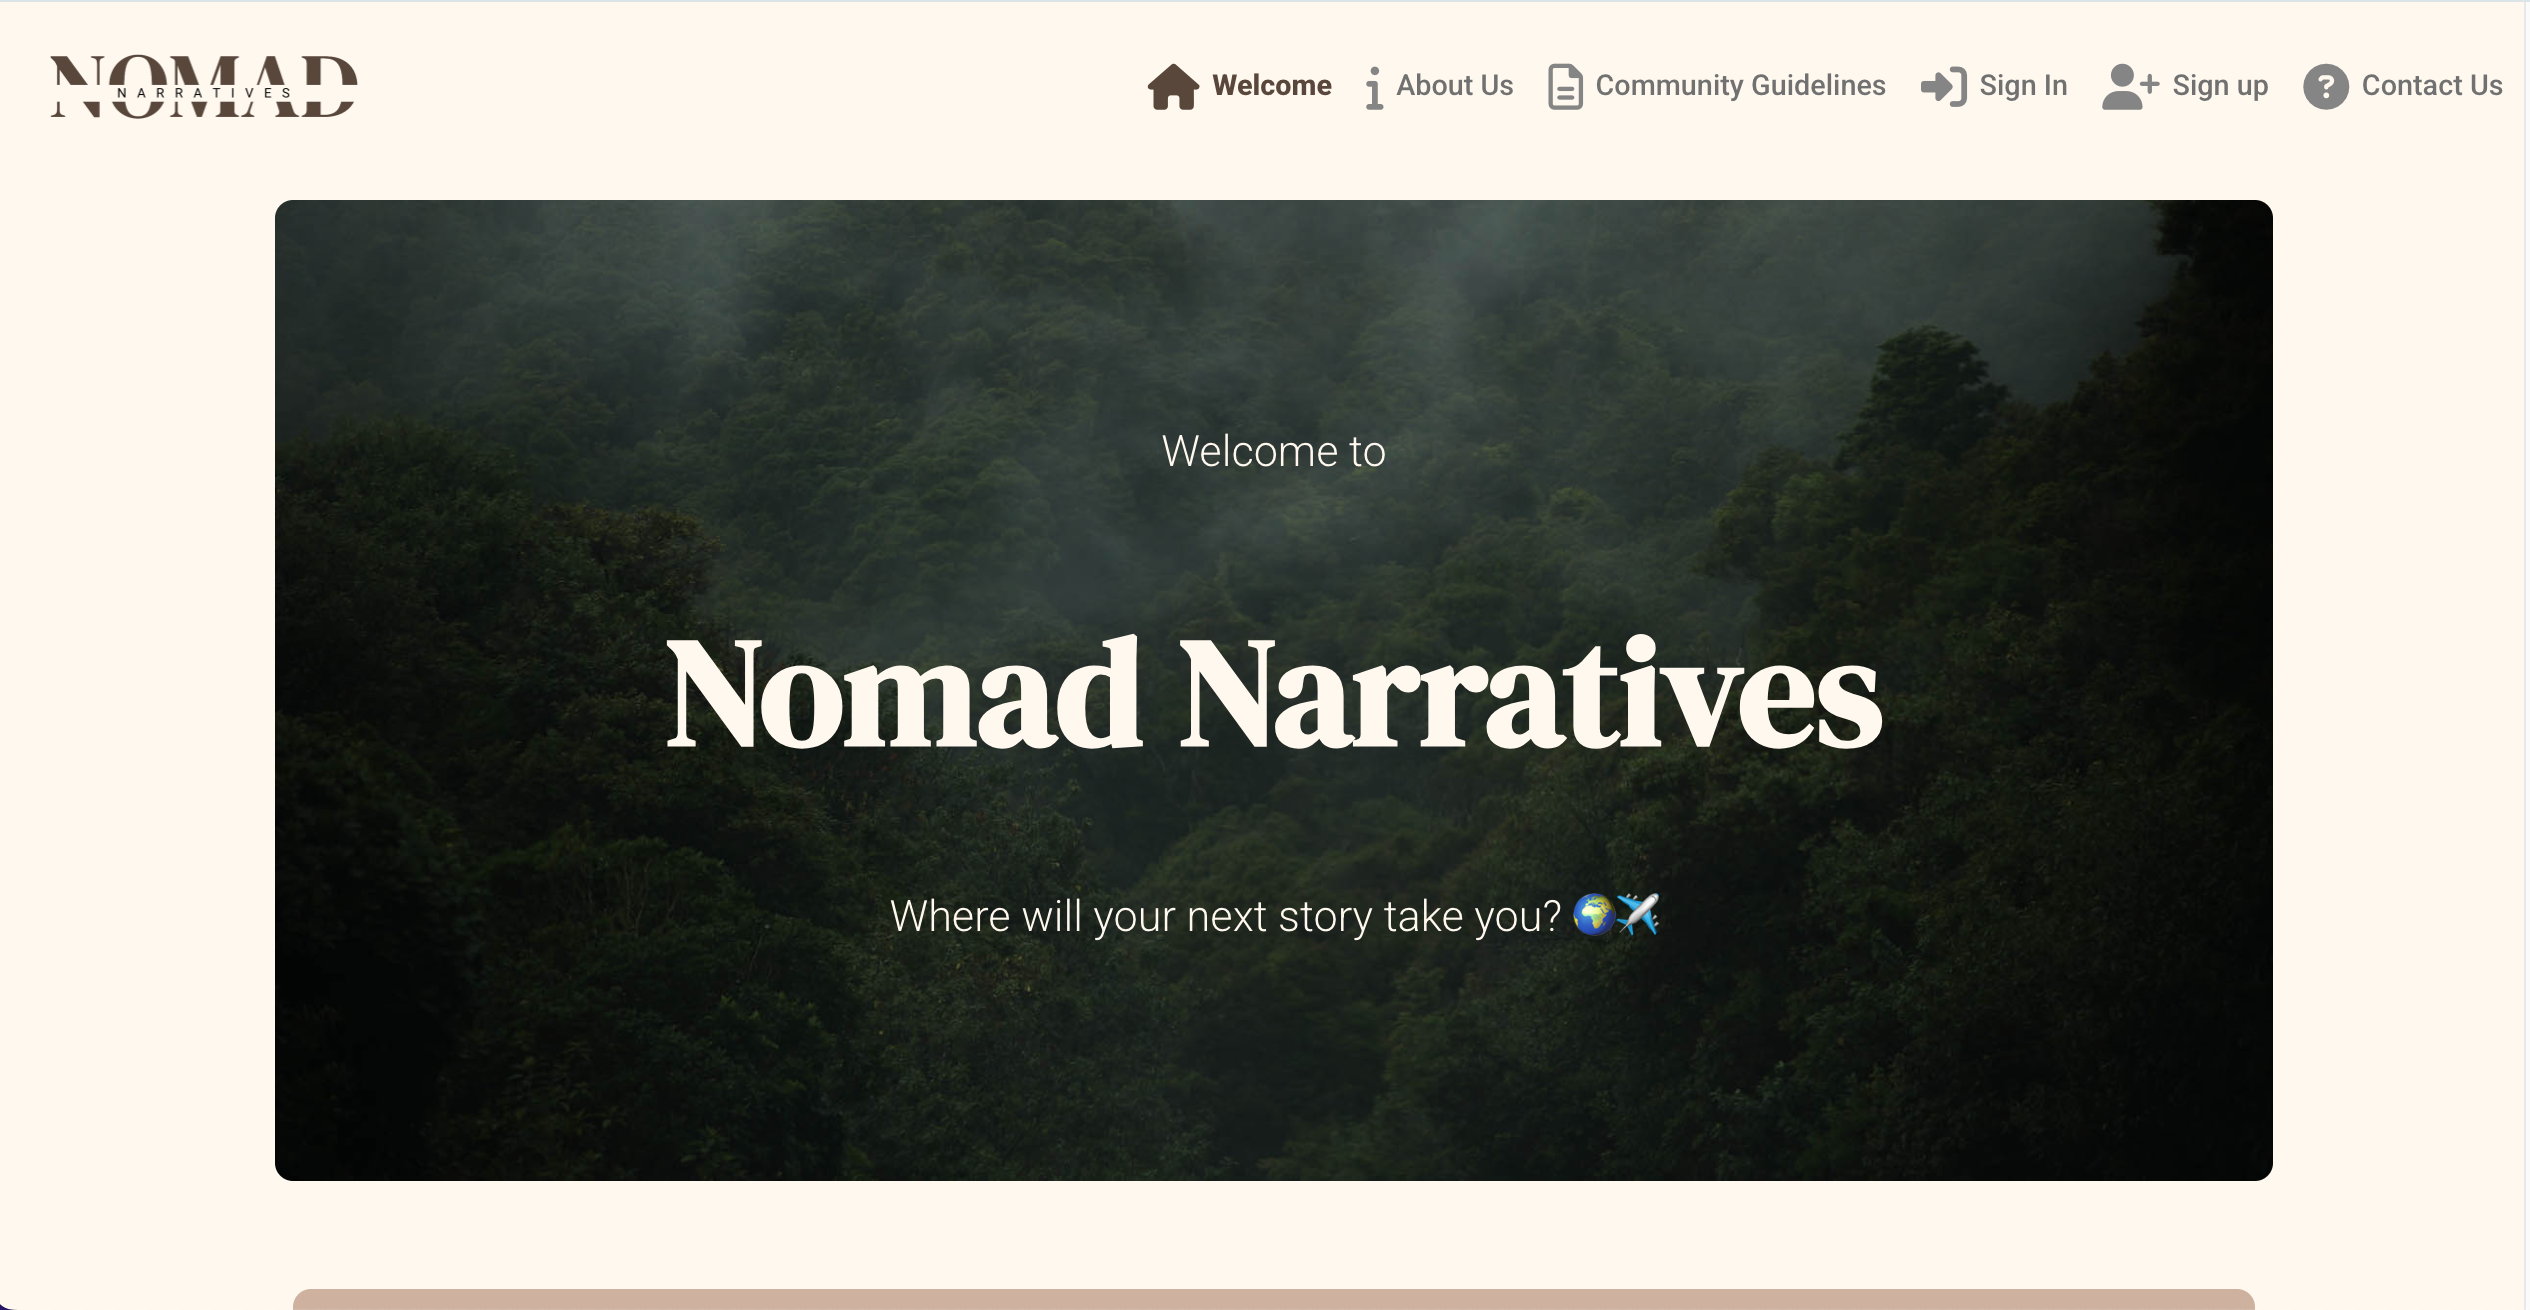 NOMAD
NARRATIVES
Welcome About Us Community Guidelines Sign In Sign up Contact Us
Welcome to
Nomad Narratives
Where will your next story take you? 🌍✈️